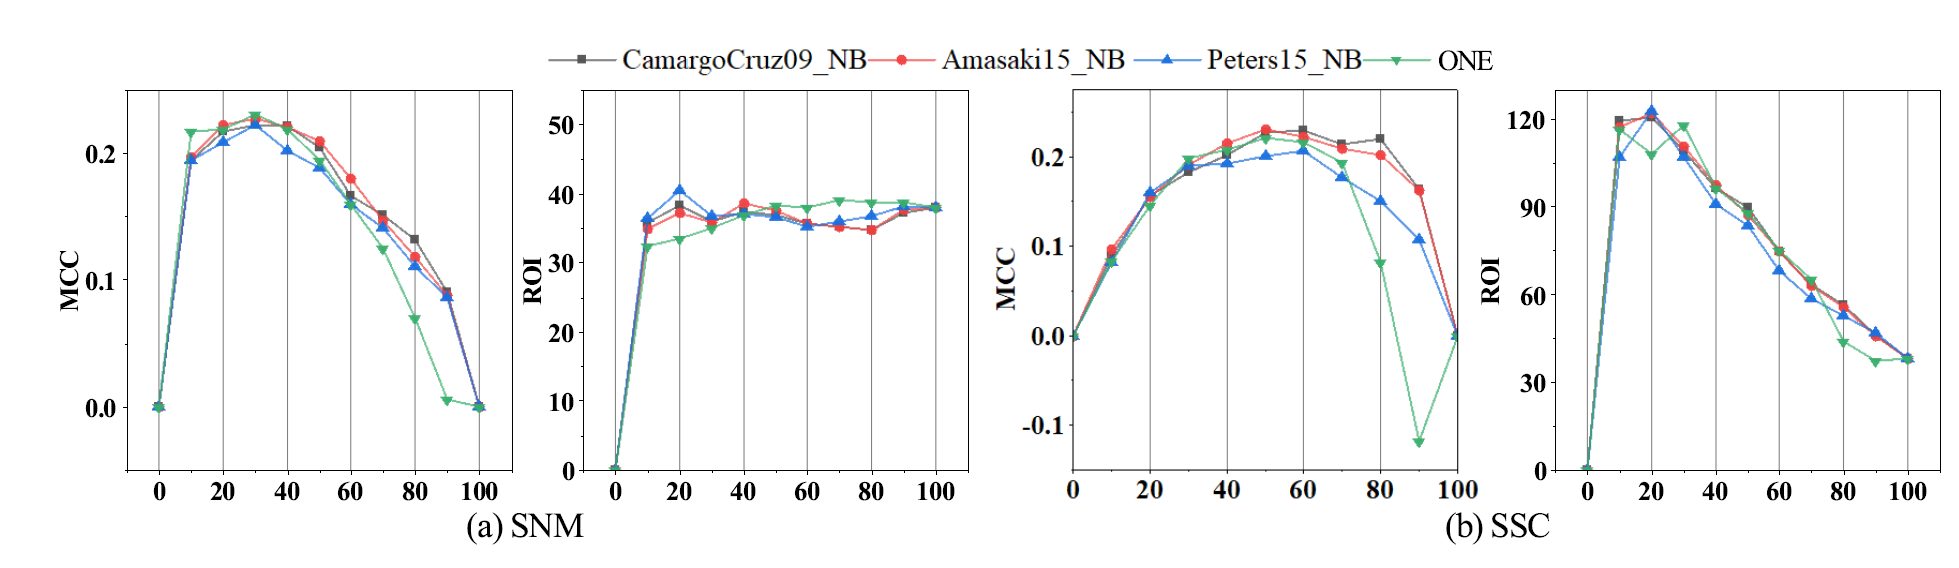 CamargoCruz09_NB Amasaki15_NB Peters15_NB ONE
MCC
0.2
0.1
0.0
0 20 40 60 80 100
ROI
50
40
30
20
10
0
0 20 40 60 80 100
(a) SNM
MCC
0.2
0.1
0.0
-0.1
0 20 40 60 80 100
ROI
120
90
60
30
0
0 20 40 60 80 100
(b) SSC